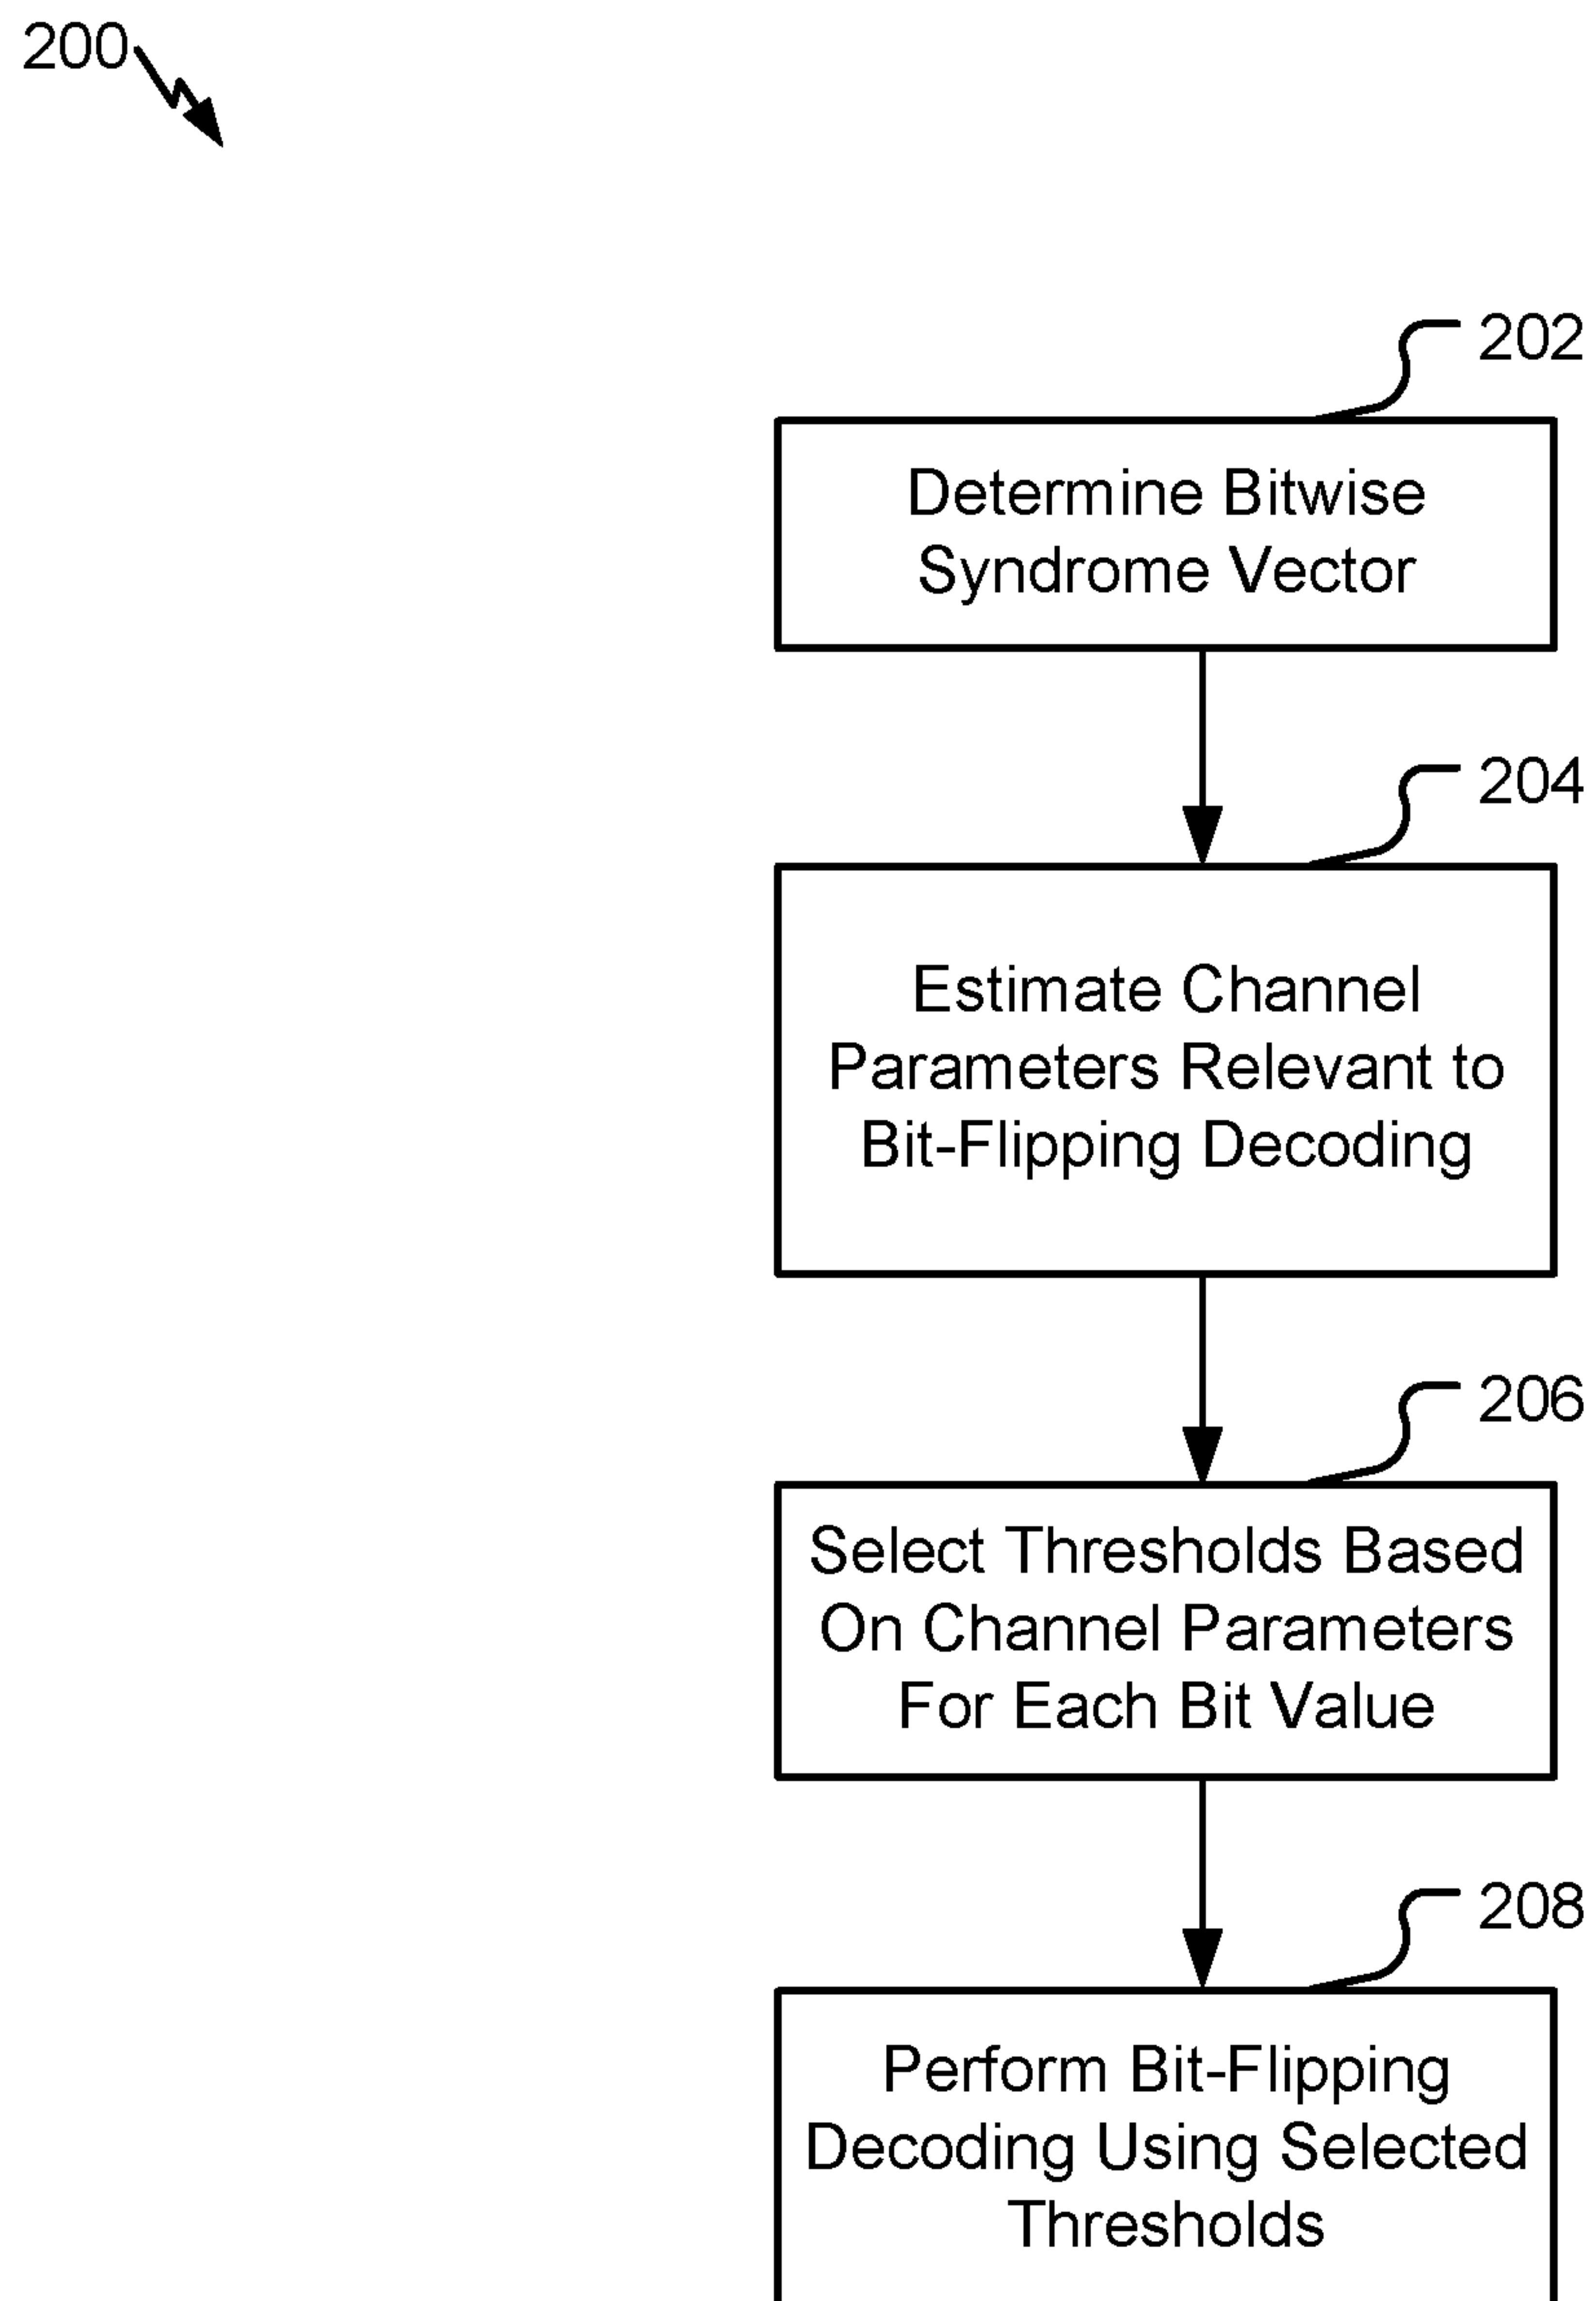 200
202
Determine Bitwise
Syndrome Vector
204
Estimate Channel
Parameters Relevant to
Bit-Flipping Decoding
206
Select Thresholds Based
On Channel Parameters
For Each Bit Value
208
Perform Bit-Flipping
Decoding Using Selected
Thresholds